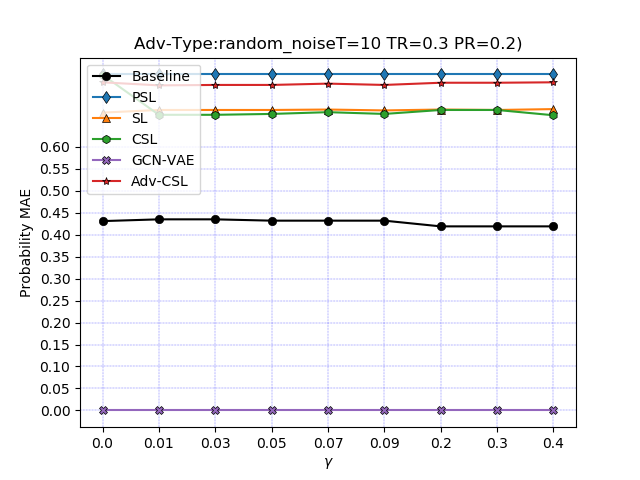 Adv-Type:random_noiseT=10 TR=0.3 PR=0.2)
Baseline
PSL
SL
CSL
GCN-VAE
Adv-CSL
Probability MAE
0.60
0.55
0.50
0.45
0.40
0.35
0.30
0.25
0.20
0.15
0.10
0.05
0.00
0.0 0.01 0.03 0.05 0.07 0.09 0.2 0.3 0.4
γ